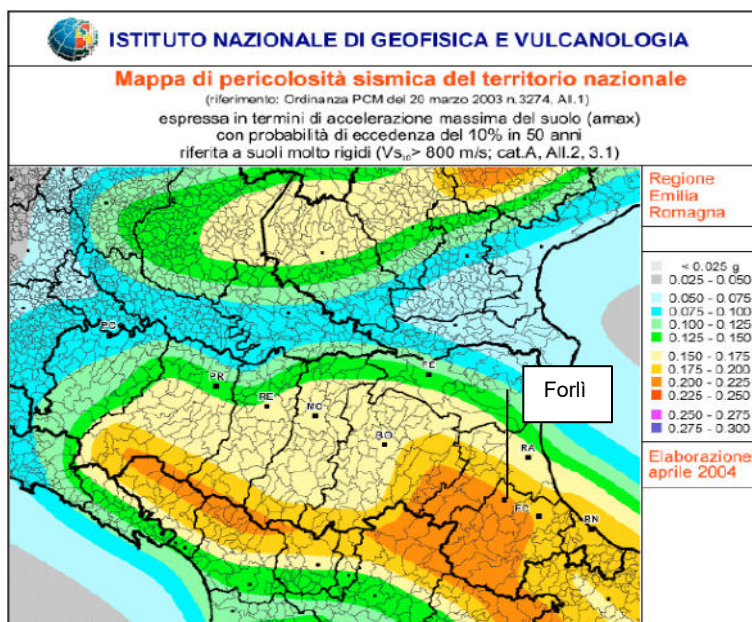 ISTITUTO NAZIONALE DI GEOFISICA E VULCANOLOGIA
Mappa di pericolosità sismica del territorio nazionale
(riferimento: Ordinanza PCM del 20 marzo 2003 n.3274, All.1)
espressa in termini di accelerazione massima del suolo (amax)
con probabilità di eccedenza del 10% in 50 anni
riferita a suoli molto rigidi (Vs₃₀> 800 m/s; cat.A, All.2, 3.1)
Regione
Emilia
Romagna
< 0.025 g
0.025 - 0.050
0.050 - 0.075
0.075 - 0.100
0.100 - 0.125
0.125 - 0.150
0.150 - 0.175
0.175 - 0.200
0.200 - 0.225
0.225 - 0.250
0.250 - 0.275
0.275 - 0.300
Elaborazione
aprile 2004
PC
PR
RE
MO
BO
FE
Forlì
RA
FC
RN